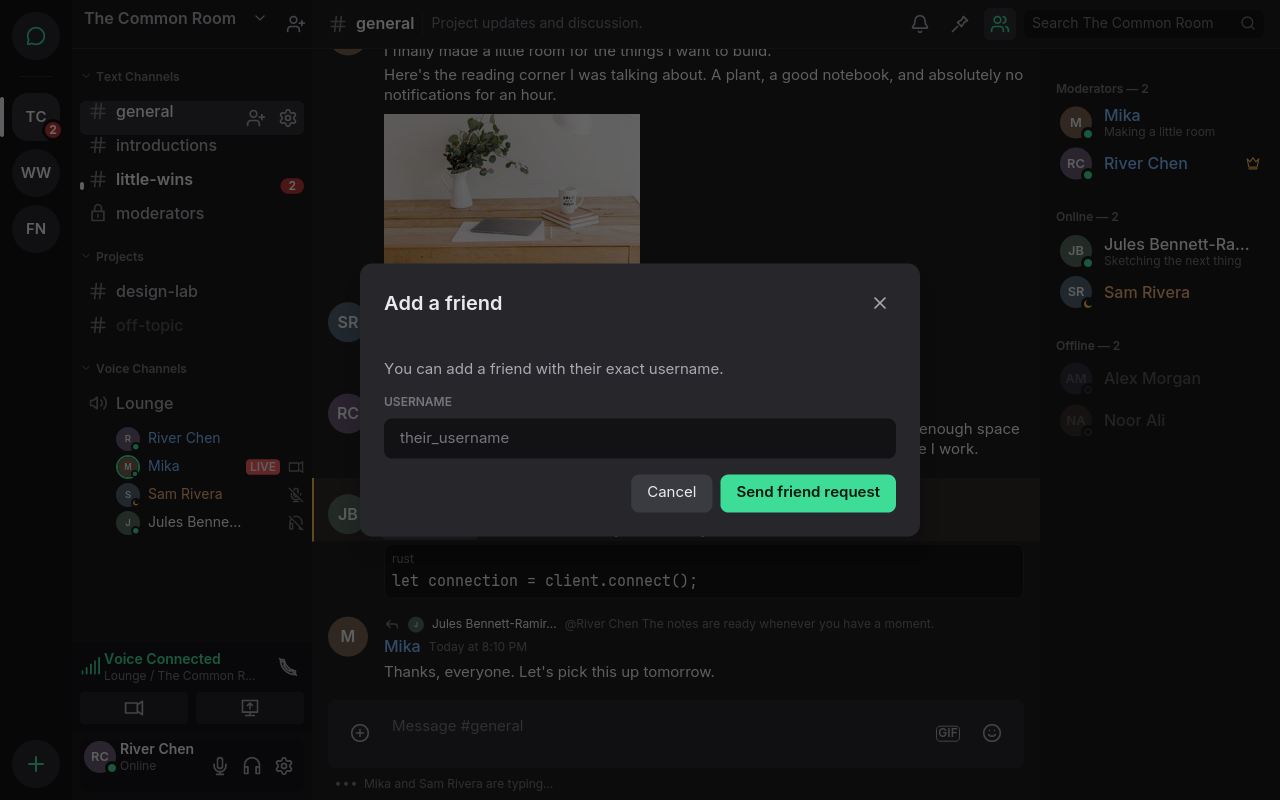 The Common Room
# general
Project updates and discussion.
Search The Common Room
TC
2
WW
FN
Text Channels
# general
# introductions
# little-wins
2
moderators
Projects
# design-lab
# off-topic
Voice Channels
Lounge
R
River Chen
M
Mika
LIVE
S
Sam Rivera
J
Jules Benne...
Voice Connected
Lounge / The Common R...
RC
River Chen
Online
I finally made a little room for the things I want to build.
Here's the reading corner I was talking about. A plant, a good notebook, and absolutely no
notifications for an hour.
SR
RC
enough space
I work.
JB
Add a friend
You can add a friend with their exact username.
USERNAME
their_username
Cancel
Send friend request
rust
let connection = client.connect();
J
Jules Bennett-Ramir...
@River Chen The notes are ready whenever you have a moment.
M
Mika
Today at 8:10 PM
Thanks, everyone. Let's pick this up tomorrow.
Message #general
GIF
Mika and Sam Rivera are typing...
Moderators — 2
M
Mika
Making a little room
RC
River Chen
Online — 2
JB
Jules Bennett-Ra...
Sketching the next thing
SR
Sam Rivera
Offline — 2
AM
Alex Morgan
NA
Noor Ali